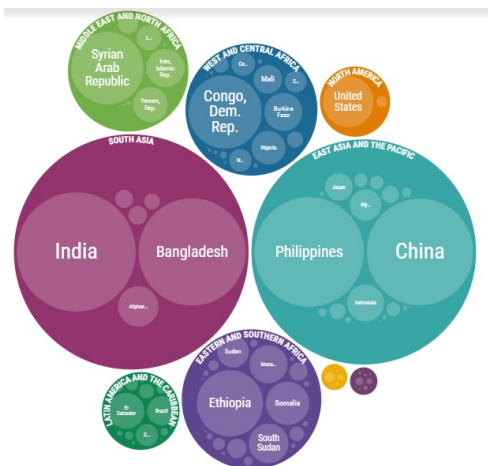 MIDDLE EAST AND NORTH AFRICA
I...
Syrian
Arab
Republic
Iran,
Islamic
Rep.
Yemen,
Rep.
WEST AND CENTRAL AFRICA
Mali
Congo,
Dem.
Rep.
Burkina
Faso
Nigeria
N...
NORTH AMERICA
United
States
SOUTH ASIA
India
Bangladesh
Afghan...
EAST ASIA AND THE PACIFIC
Japan
My...
Philippines
China
Indonesia
LATIN AMERICA AND THE CARIBBEAN
El
Salvador
Brazil
C...
EASTERN AND SOUTHERN AFRICA
Sudan
Moza...
Ethiopia
Somalia
South
Sudan